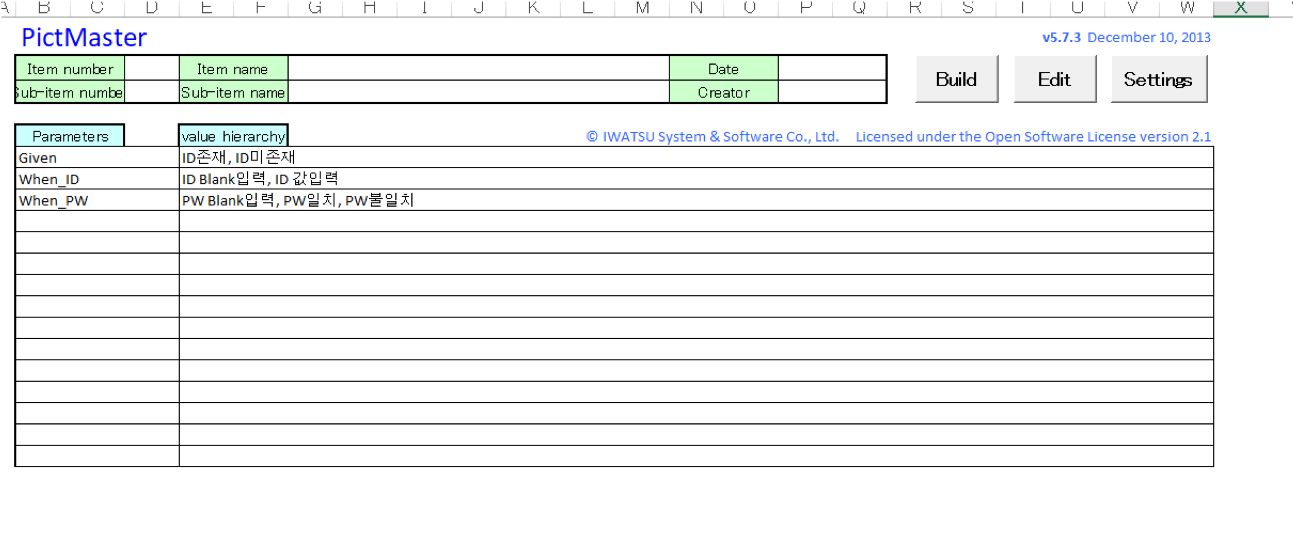 A B C D E F G H I J K L M N O P Q R S T U V W X
PictMaster
v5.7.3 December 10, 2013
Item number Item name Date
Sub-item numbe Sub-item name Creator
Build Edit Settings
Parameters value hierarchy
© IWATSU System & Software Co., Ltd. Licensed under the Open Software License version 2.1
Given ID존재, ID미존재
When_ID ID Blank입력, ID 값입력
When_PW PW Blank입력, PW일치, PW불일치